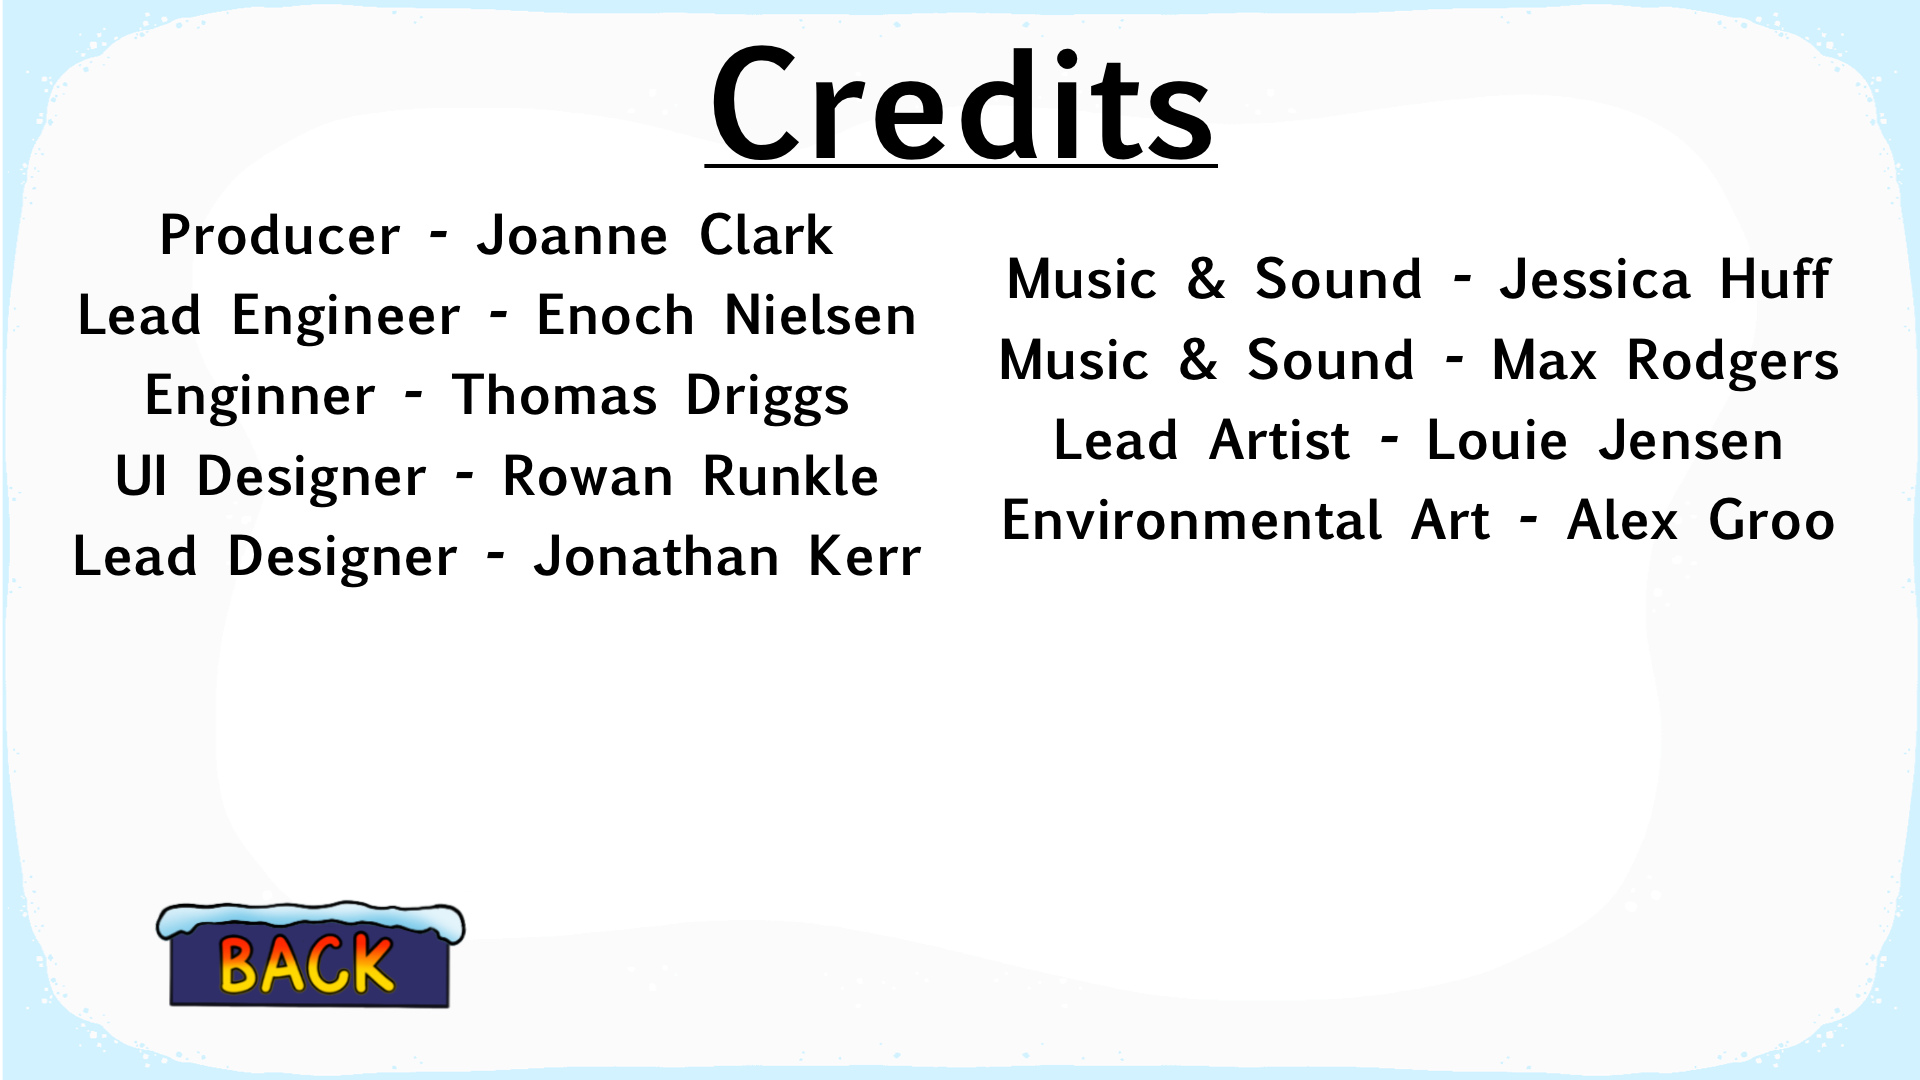 Credits
Producer - Joanne Clark
Lead Engineer - Enoch Nielsen
Enginner - Thomas Driggs
UI Designer - Rowan Runkle
Lead Designer - Jonathan Kerr
Music & Sound - Jessica Huff
Music & Sound - Max Rodgers
Lead Artist - Louie Jensen
Environmental Art - Alex Groo
BACK